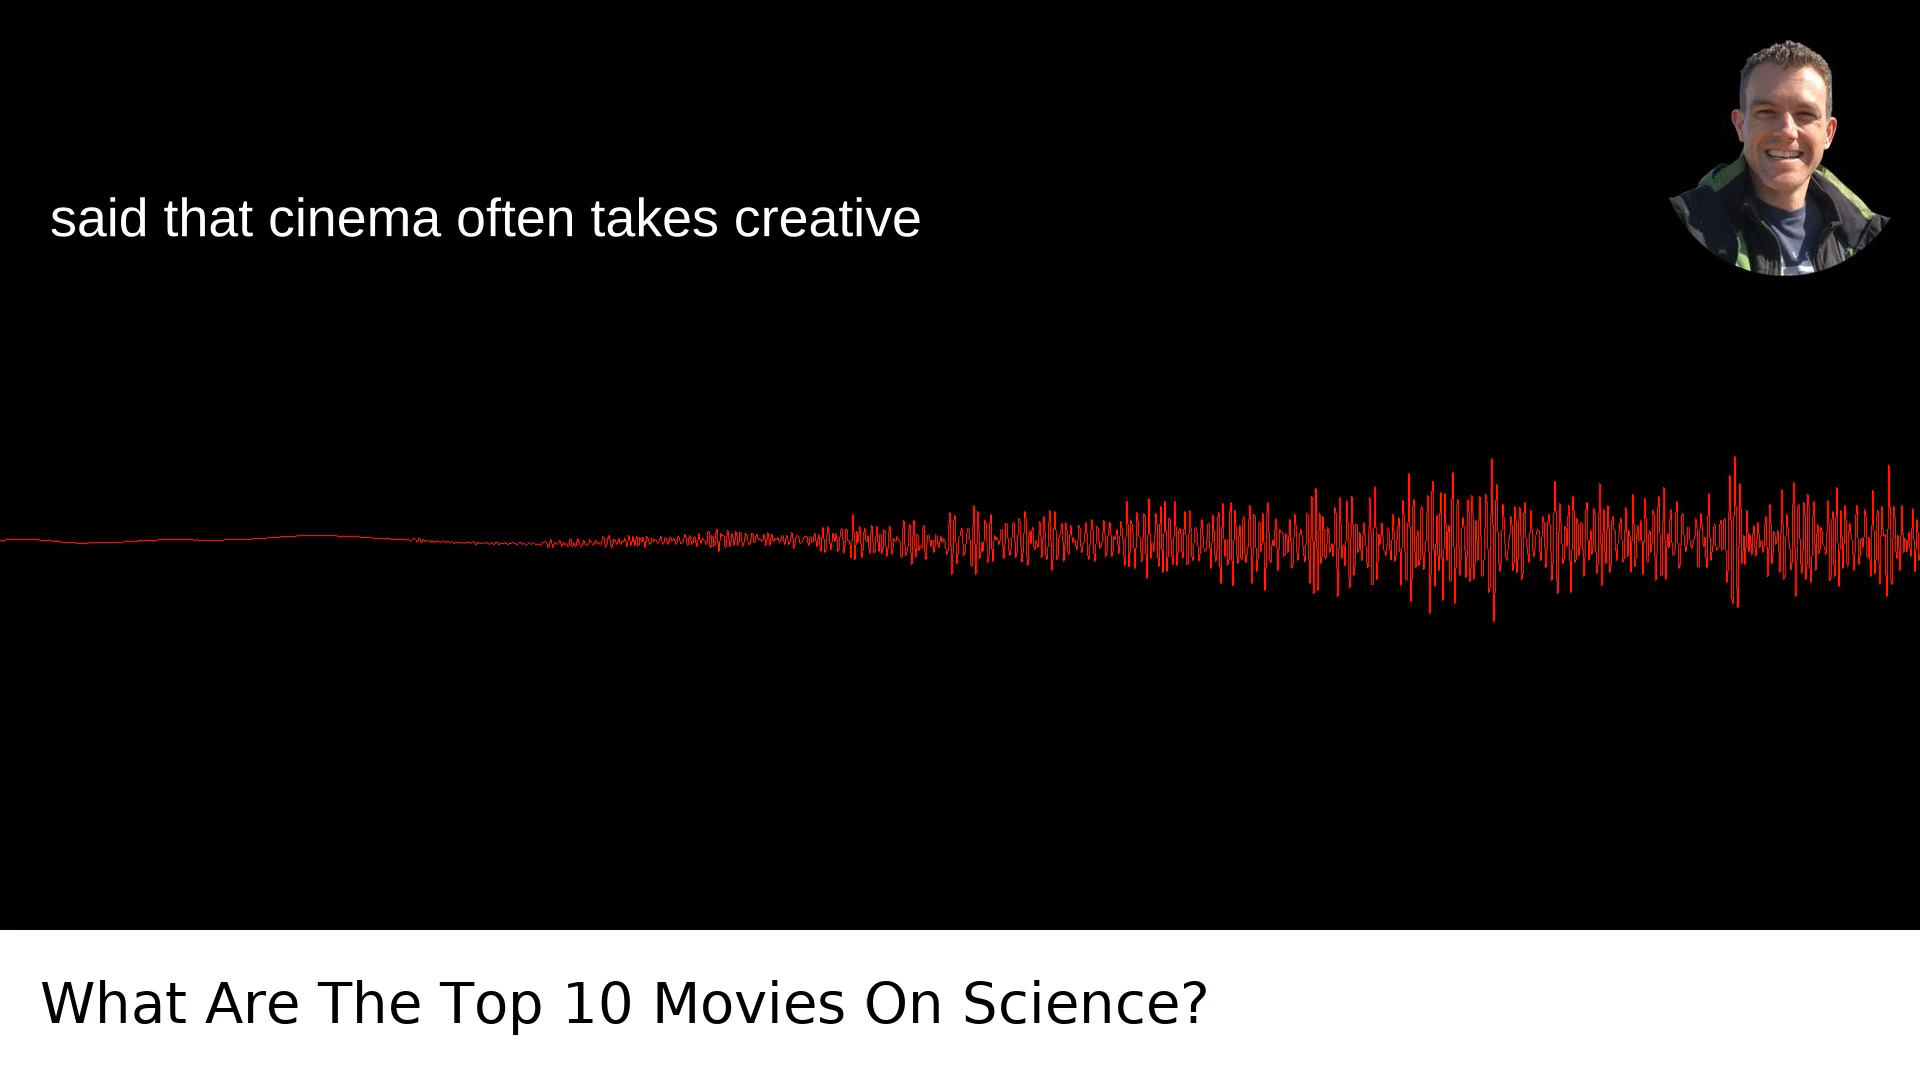 said that cinema often takes creative
What Are The Top 10 Movies On Science?